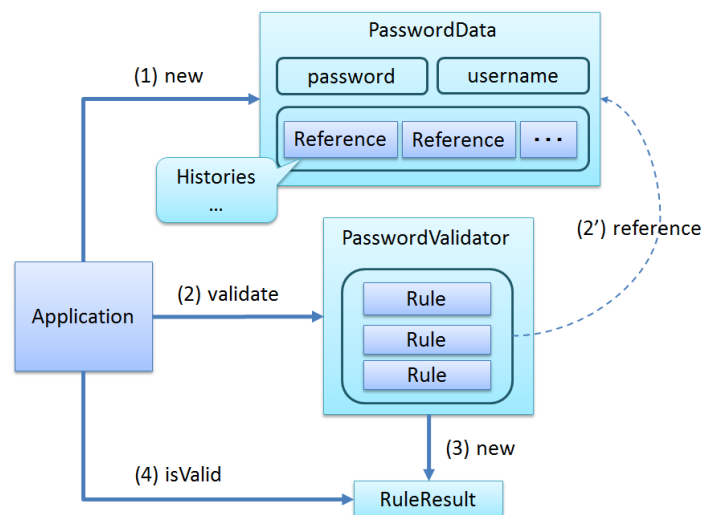 PasswordData
(1) new
password
username
Reference
Reference
・・・
Histories
...
(2') reference
PasswordValidator
(2) validate
Application
Rule
Rule
Rule
(3) new
(4) isValid
RuleResult